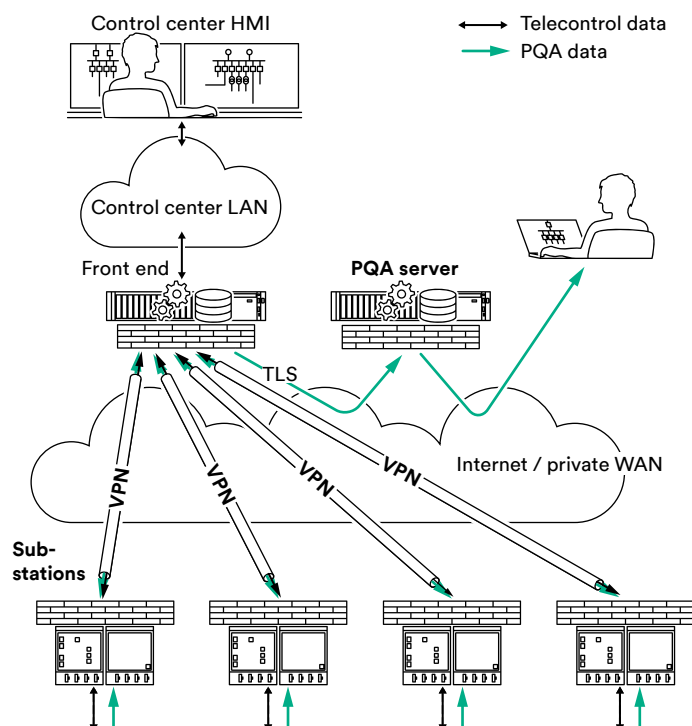 Control center HMI
Telecontrol data
PQA data
Control center LAN
Front end
PQA server
TLS
Internet / private WAN
VPN
VPN
VPN
VPN
Sub-
stations